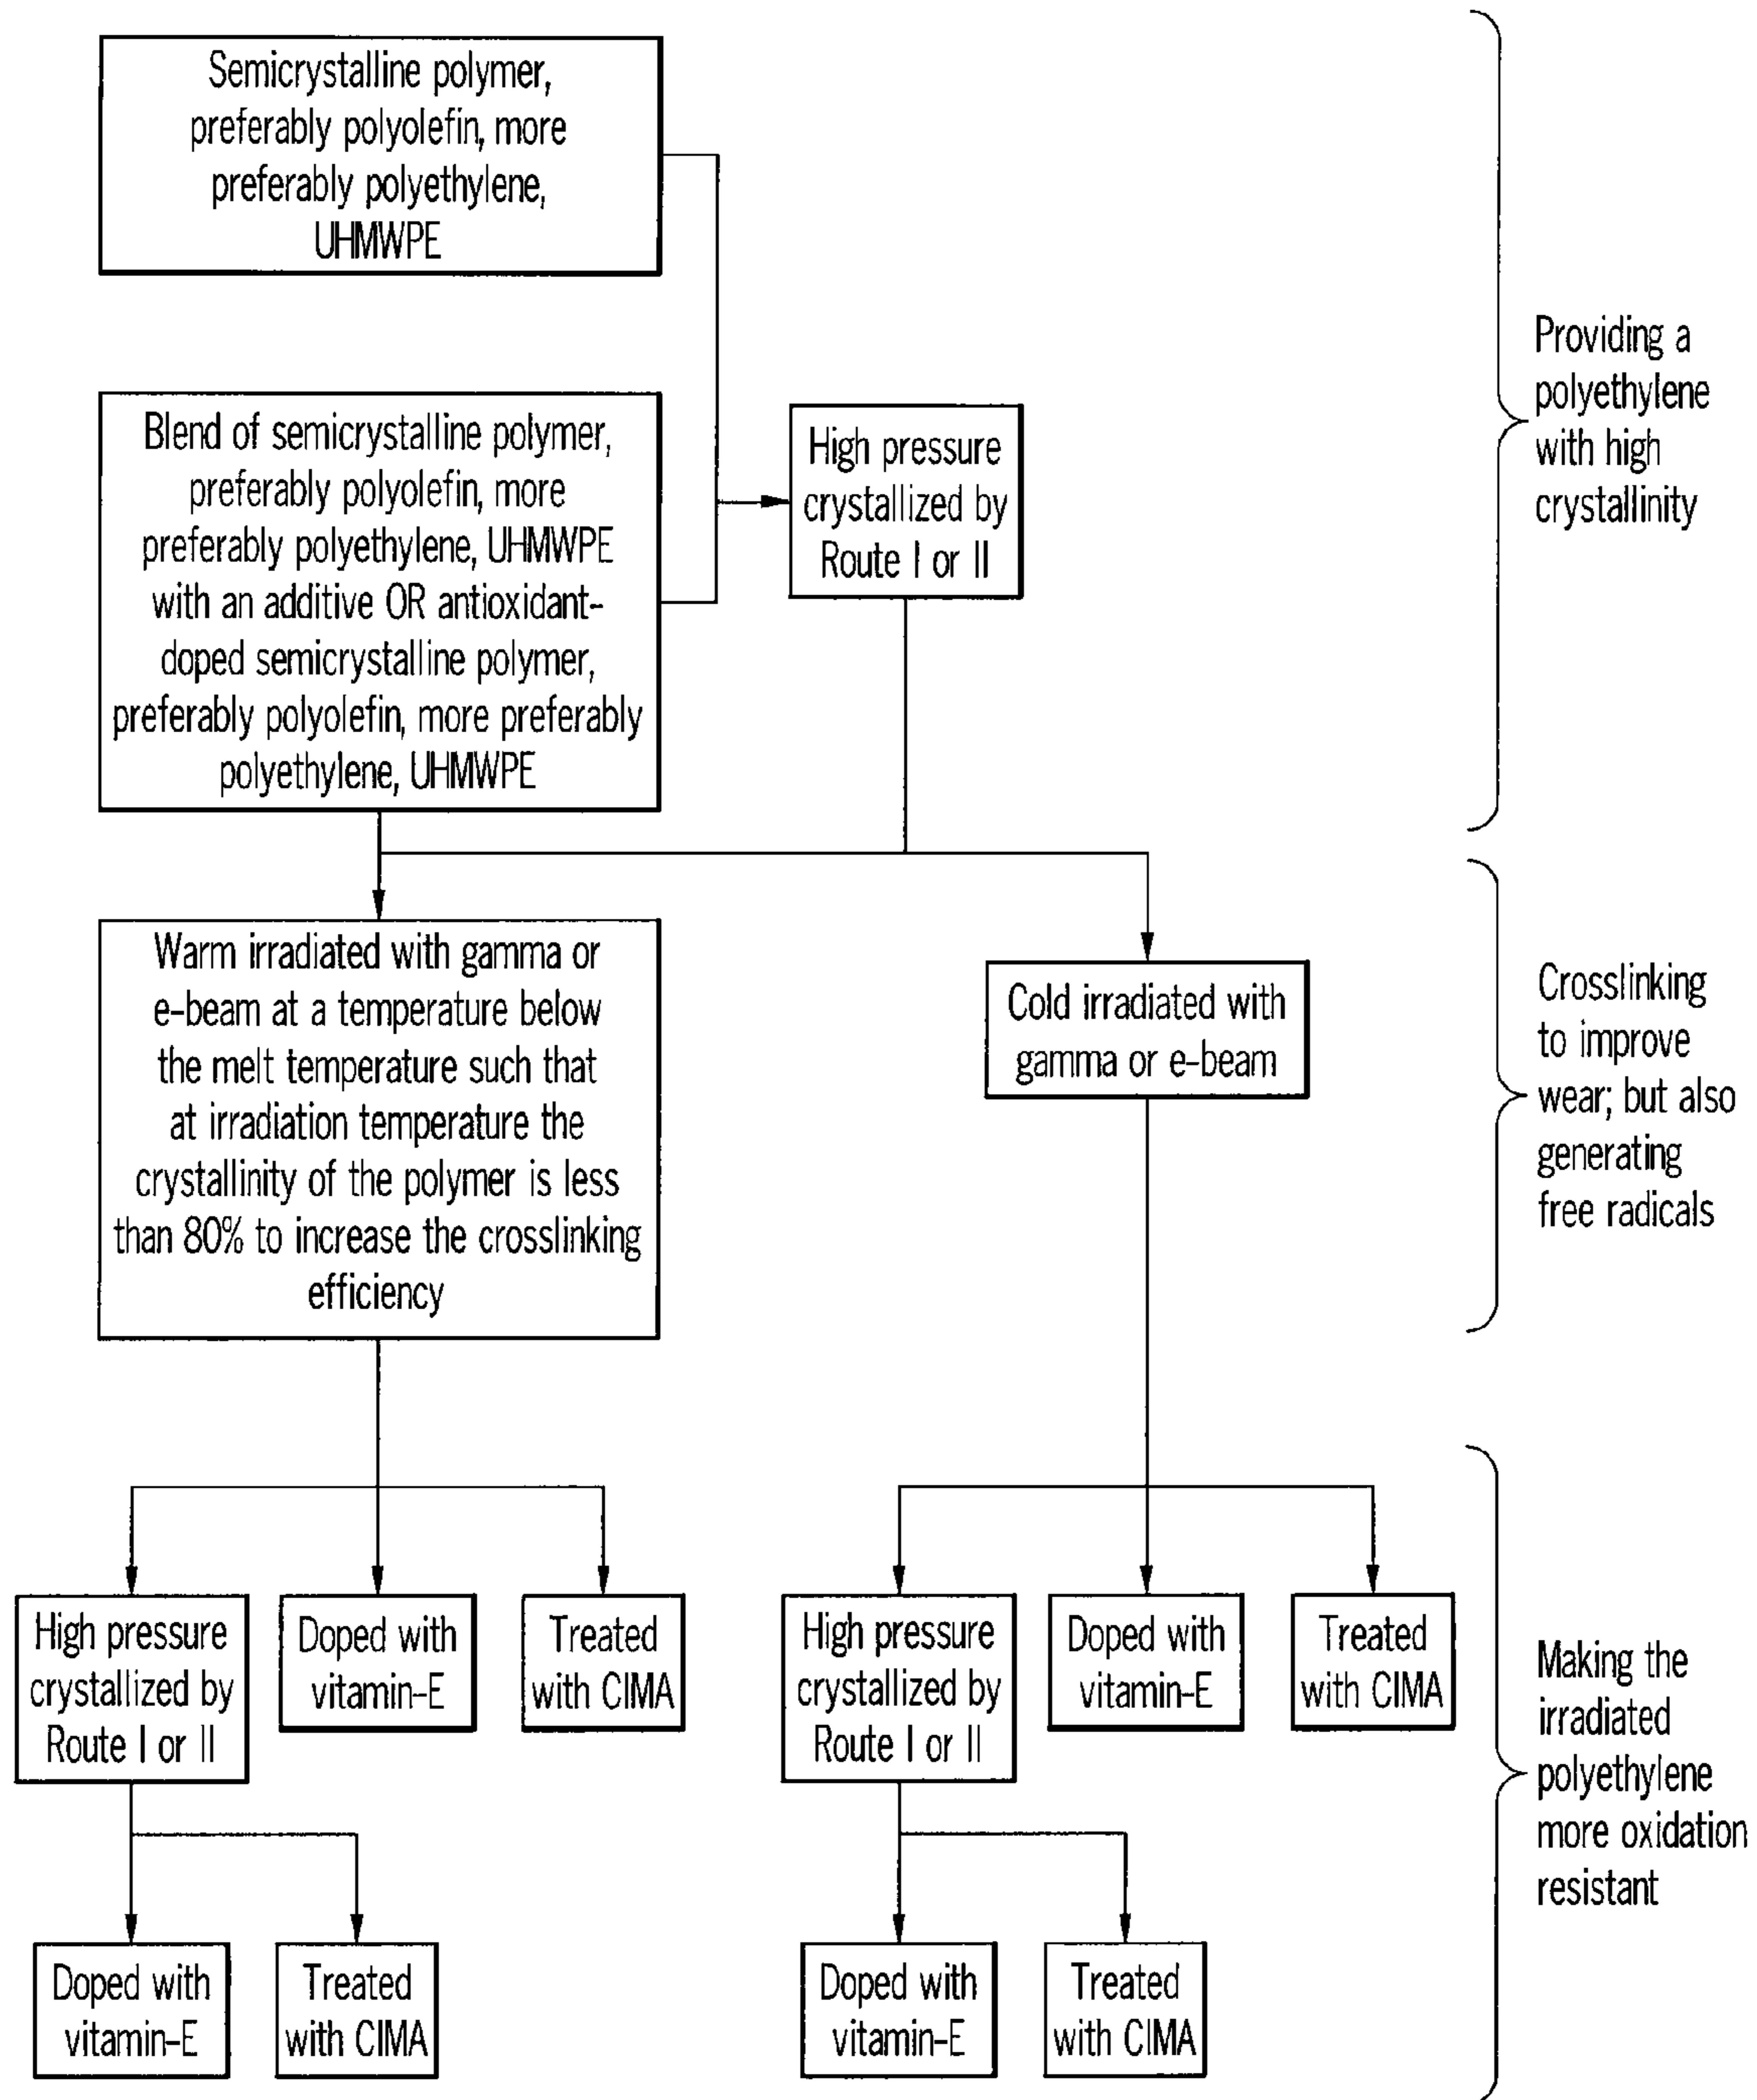 Semicrystalline polymer,
preferably polyolefin, more
preferably polyethylene,
UHMWPE
Blend of semicrystalline polymer,
preferably polyolefin, more
preferably polyethylene, UHMWPE
with an additive OR antioxidant-
doped semicrystalline polymer,
preferably polyolefin, more preferably
polyethylene, UHMWPE
High pressure
crystallized by
Route I or II
Providing a
polyethylene
with high
crystallinity
Warm irradiated with gamma or
e-beam at a temperature below
the melt temperature such that
at irradiation temperature the
crystallinity of the polymer is less
than 80% to increase the crosslinking
efficiency
Cold irradiated with
gamma or e-beam
Crosslinking
to improve
wear; but also
generating
free radicals
High pressure
crystallized by
Route I or II
Doped with
vitamin-E
Treated
with CIMA
High pressure
crystallized by
Route I or II
Doped with
vitamin-E
Treated
with CIMA
Making the
irradiated
polyethylene
more oxidation
resistant
Doped with
vitamin-E
Treated
with CIMA
Doped with
vitamin-E
Treated
with CIMA